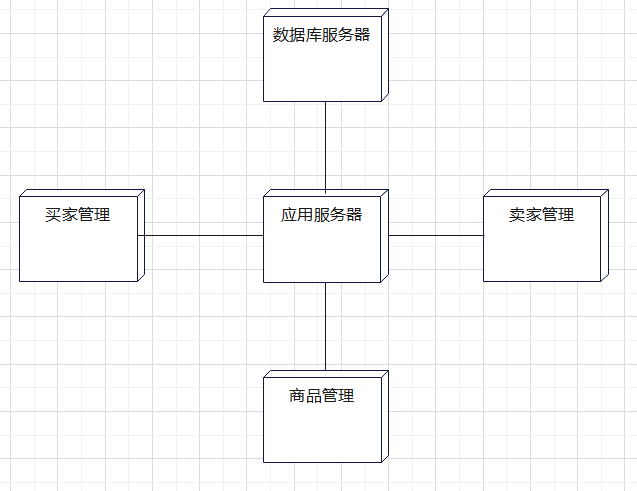 数据库服务器
买家管理
应用服务器
卖家管理
商品管理